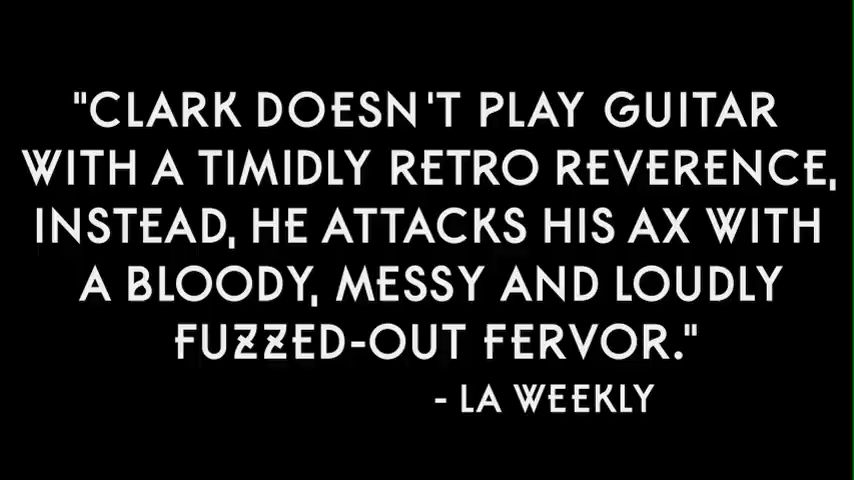 "CLARK DOESN'T PLAY GUITAR
WITH A TIMIDLY RETRO REVERENCE,
INSTEAD, HE ATTACKS HIS AX WITH
A BLOODY, MESSY AND LOUDLY
FUZZED-OUT FERVOR."
- LA WEEKLY